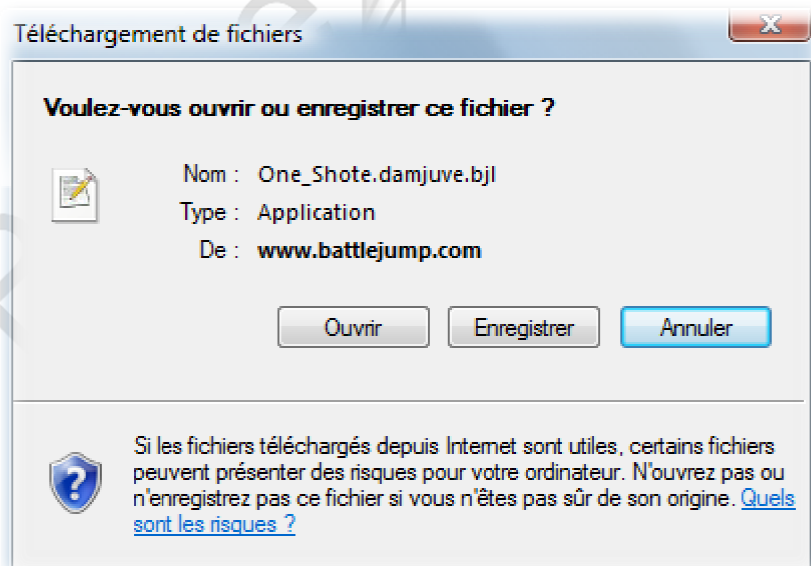 Téléchargement de fichiers
Voulez-vous ouvrir ou enregistrer ce fichier ?
Nom : One_Shote.damjuve.bjl
Type : Application
De : www.battlejump.com
Ouvrir Enregistrer Annuler
Si les fichiers téléchargés depuis Internet sont utiles, certains fichiers
peuvent présenter des risques pour votre ordinateur. N'ouvrez pas ou
n'enregistrez pas ce fichier si vous n'êtes pas sûr de son origine. Quels
sont les risques ?